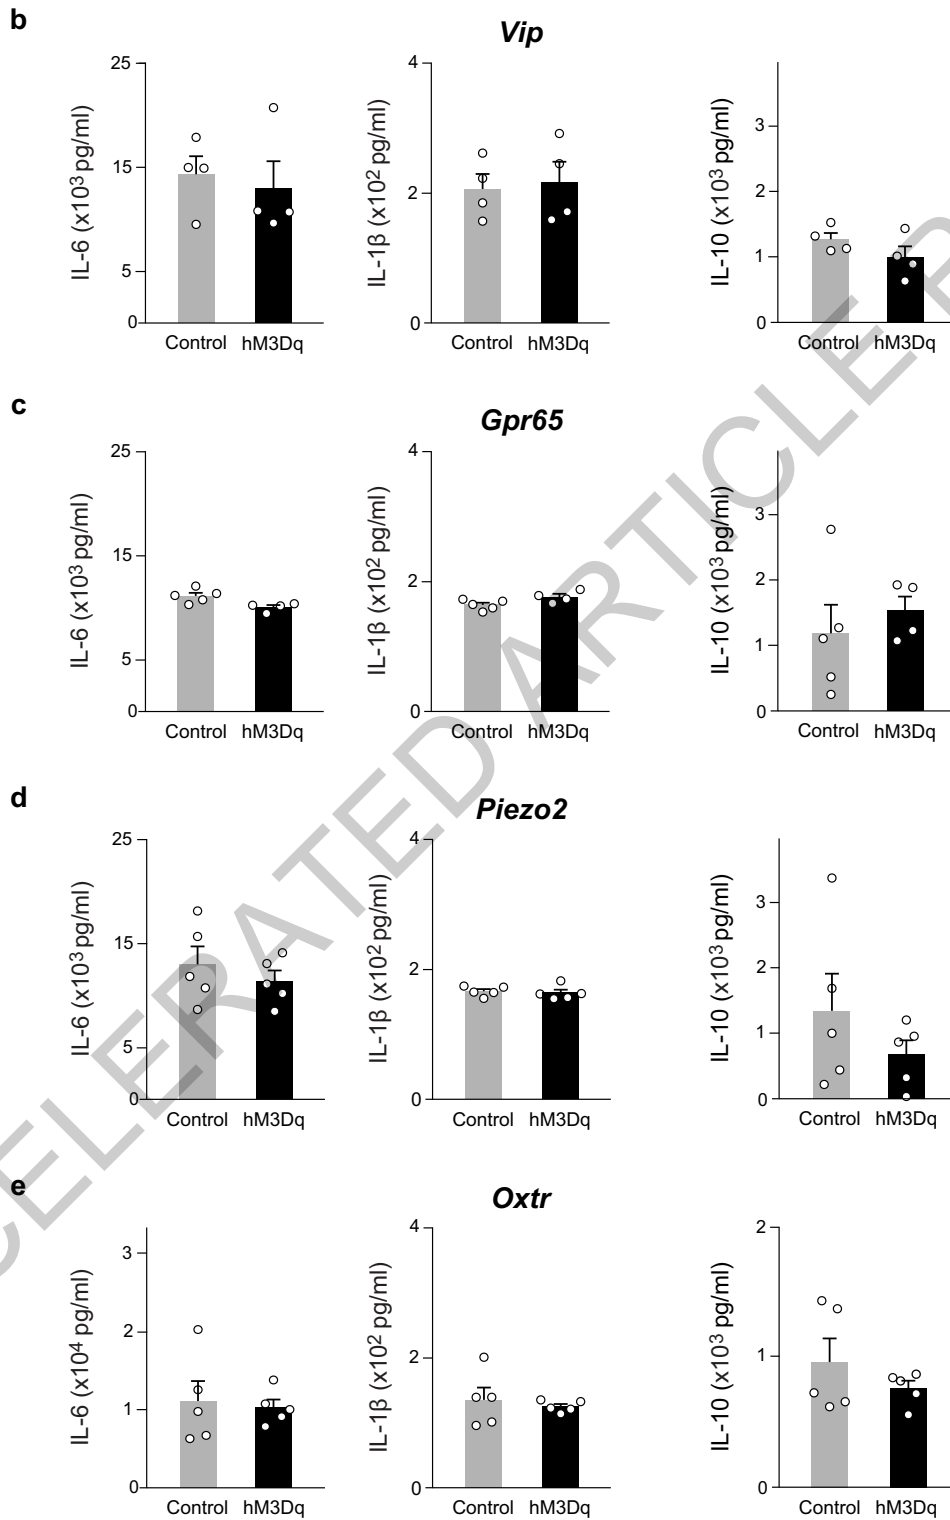 b
Vip
IL-6 (x10³ pg/ml)
25
15
5
0
Control hM3Dq
IL-1β (x10² pg/ml)
4
2
0
Control hM3Dq
IL-10 (x10³ pg/ml)
3
2
1
0
Control hM3Dq
c
Gpr65
IL-6 (x10³ pg/ml)
25
15
5
0
Control hM3Dq
IL-1β (x10² pg/ml)
4
2
0
Control hM3Dq
IL-10 (x10³ pg/ml)
3
2
1
0
Control hM3Dq
d
Piezo2
IL-6 (x10³ pg/ml)
25
15
5
0
Control hM3Dq
IL-1β (x10² pg/ml)
4
2
0
Control hM3Dq
IL-10 (x10³ pg/ml)
3
2
1
0
Control hM3Dq
e
Oxtr
IL-6 (x10⁴ pg/ml)
3
2
1
0
Control hM3Dq
IL-1β (x10² pg/ml)
4
2
0
Control hM3Dq
IL-10 (x10³ pg/ml)
2
1
0
Control hM3Dq
CELERATED ARTICLE